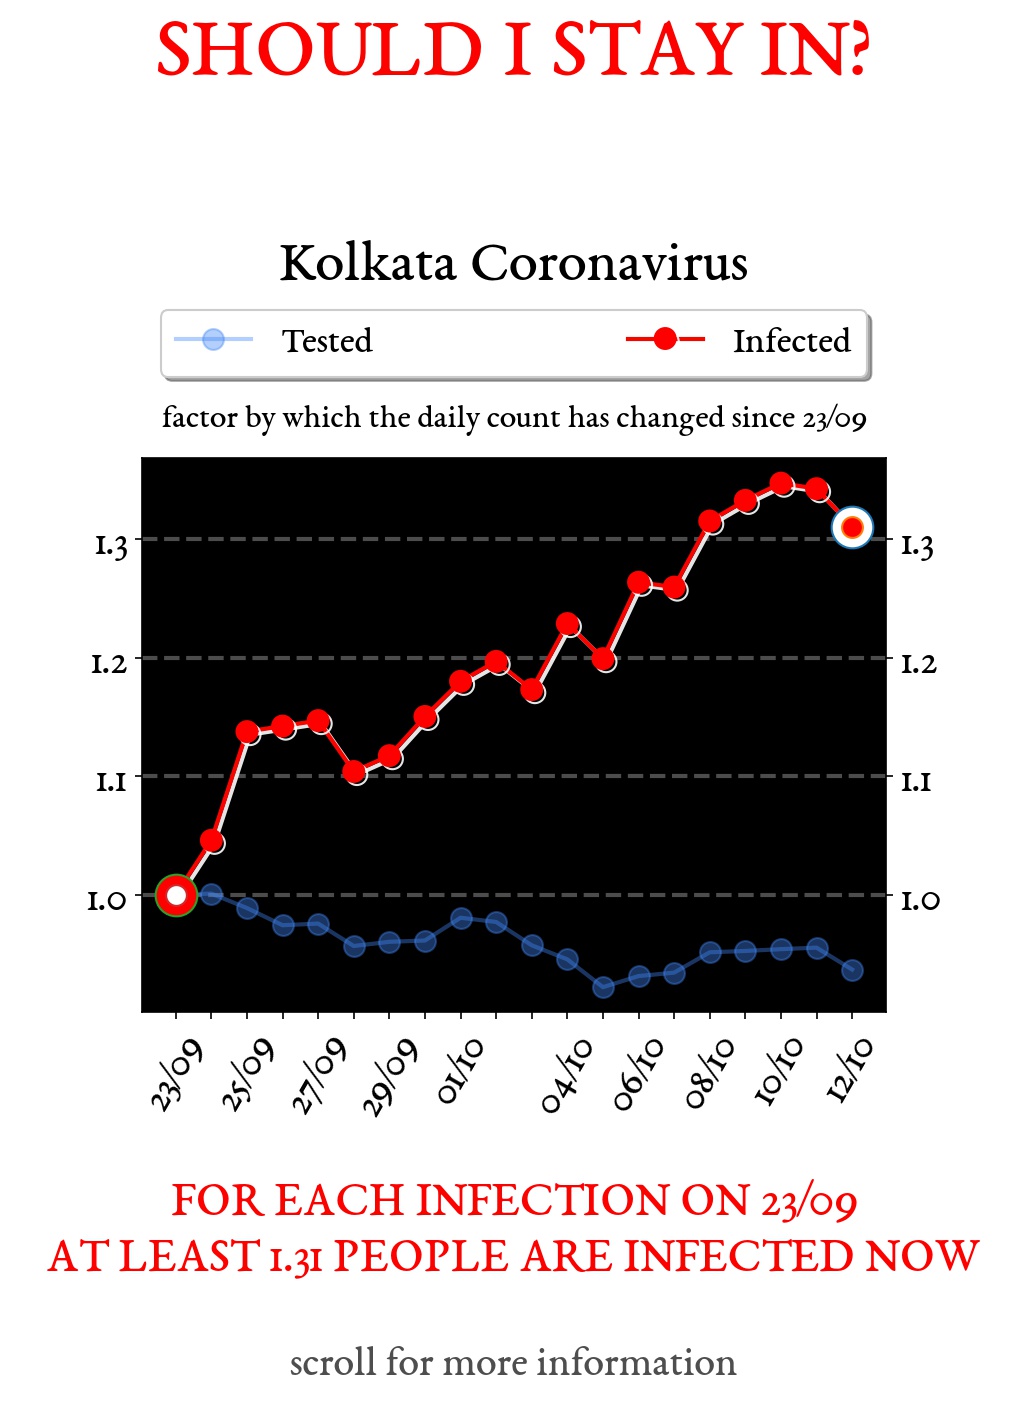 SHOULD I STAY IN?
Kolkata Coronavirus
Tested Infected
factor by which the daily count has changed since 23/09
1.3 1.3
1.2 1.2
1.1 1.1
1.0 1.0
23/09 25/09 27/09 29/09 01/10 04/10 06/10 08/10 10/10 12/10
FOR EACH INFECTION ON 23/09
AT LEAST 1.31 PEOPLE ARE INFECTED NOW
scroll for more information